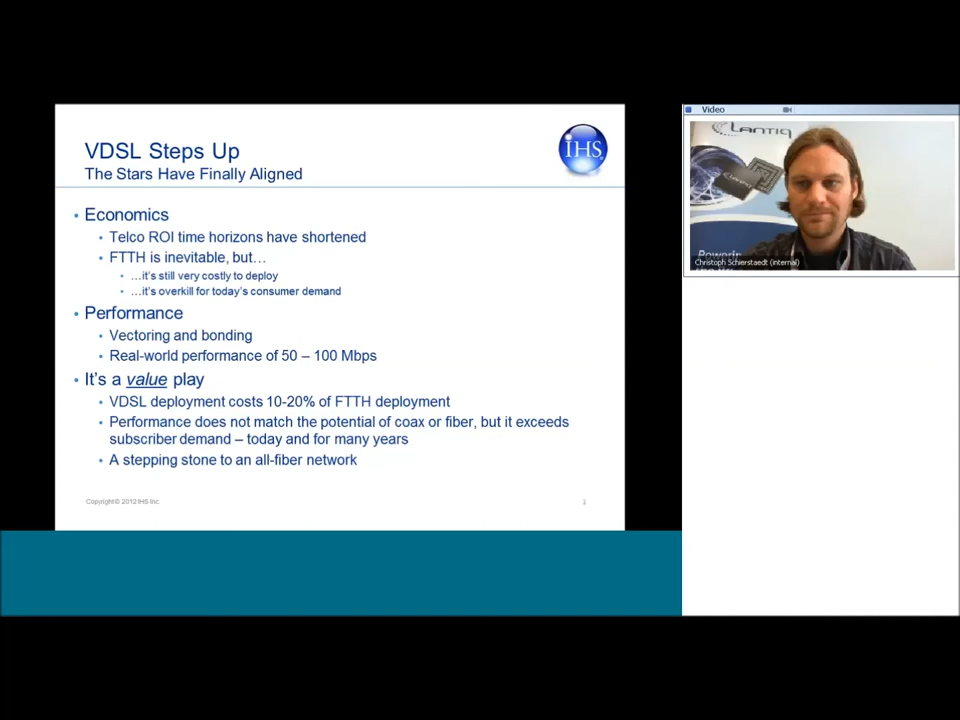 VDSL Steps Up
The Stars Have Finally Aligned
iHS
• Economics
• Telco ROI time horizons have shortened
• FTTH is inevitable, but…
• …it's still very costly to deploy
• …it's overkill for today's consumer demand
• Performance
• Vectoring and bonding
• Real-world performance of 50 – 100 Mbps
• It's a value play
• VDSL deployment costs 10-20% of FTTH deployment
• Performance does not match the potential of coax or fiber, but it exceeds
subscriber demand – today and for many years
• A stepping stone to an all-fiber network
Copyright© 2012 IHS Inc.
Video
Lantiq
Lantiq
Christoph Schierstaedt (internal)